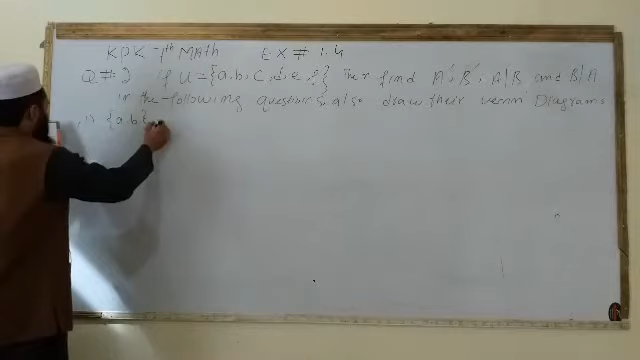 KPK 7th MATH EX # 1.4
Q.#2 if U = {a, b, c, d, e, f} Then find A', B', A\B and B\A
in the following questions also draw their venn Diagrams
i) {a, b,